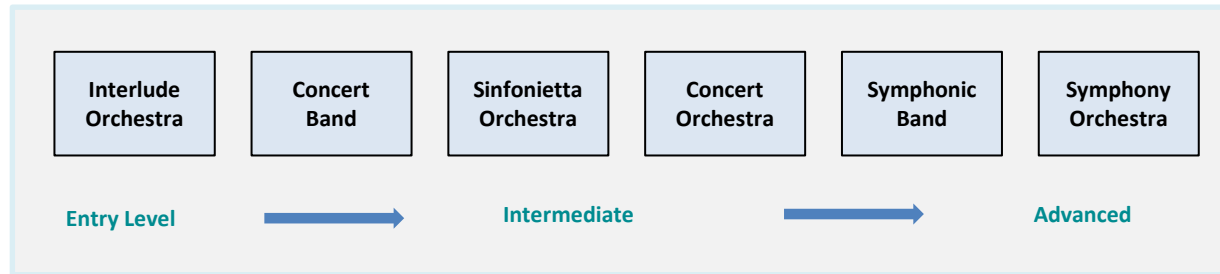 Interlude
Orchestra
Concert
Band
Sinfonietta
Orchestra
Concert
Orchestra
Symphonic
Band
Symphony
Orchestra
Entry Level
Intermediate
Advanced